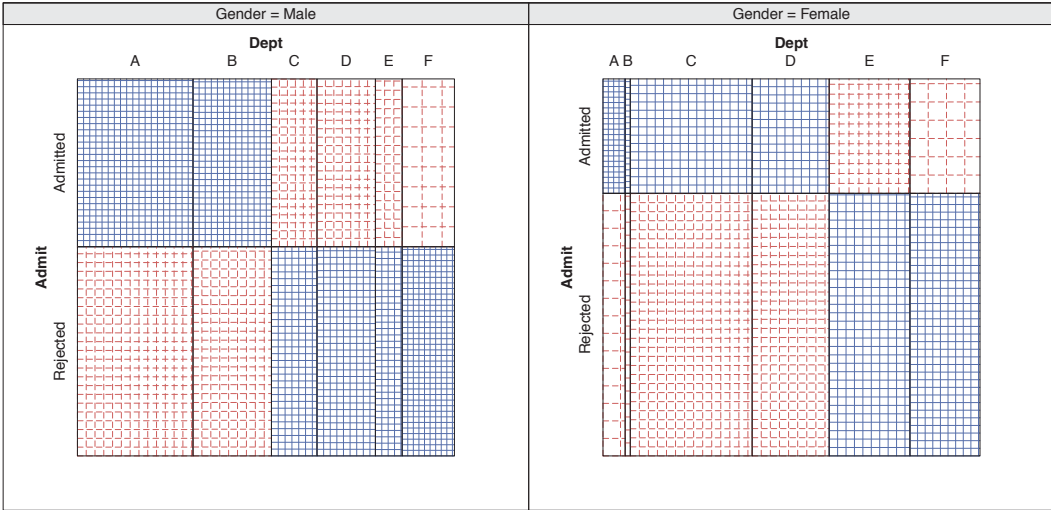 Gender = Male
Dept
A B C D E F
Admitted
Admit
Rejected
Gender = Female
Dept
A B C D E F
Admitted
Admit
Rejected